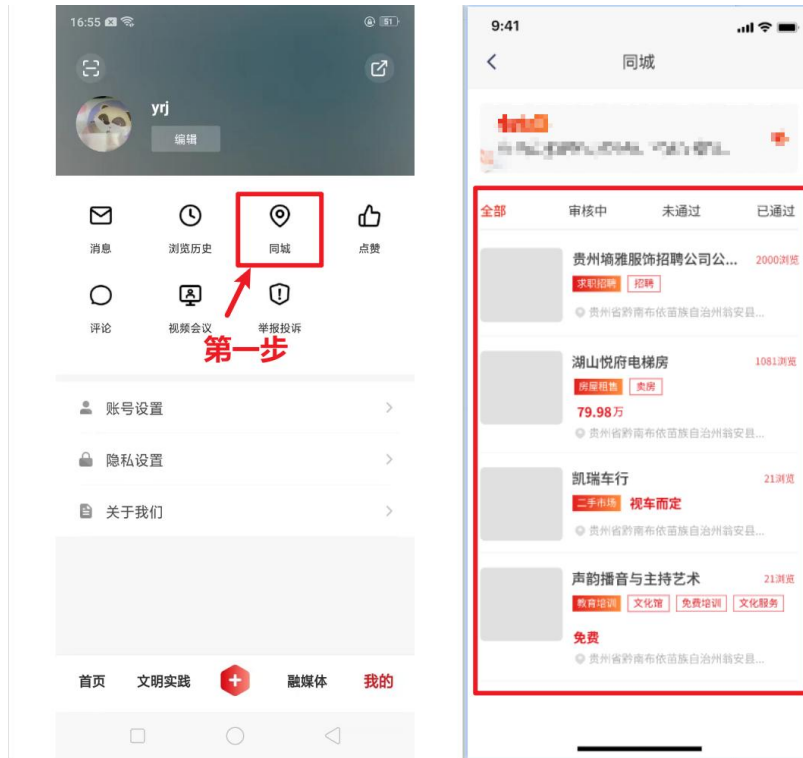 16:55
51
yrj
编辑
消息
浏览历史
同城
点赞
评论
视频会议
举报投诉
第一步
账号设置
隐私设置
关于我们
首页
文明实践
融媒体
我的
9:41
同城
全部
审核中
未通过
已通过
贵州墒雅服饰招聘公司公...
2000浏览
求职招聘
招聘
贵州省黔南布依苗族自治州翁安县...
湖山悦府电梯房
1081浏览
房屋租售
卖房
79.98万
贵州省黔南布依苗族自治州翁安县...
凯瑞车行
21浏览
二手市场
视车而定
贵州省黔南布依苗族自治州翁安县...
声韵播音与主持艺术
21浏览
教育培训
文化馆
免费培训
文化服务
免费
贵州省黔南布依苗族自治州翁安县...